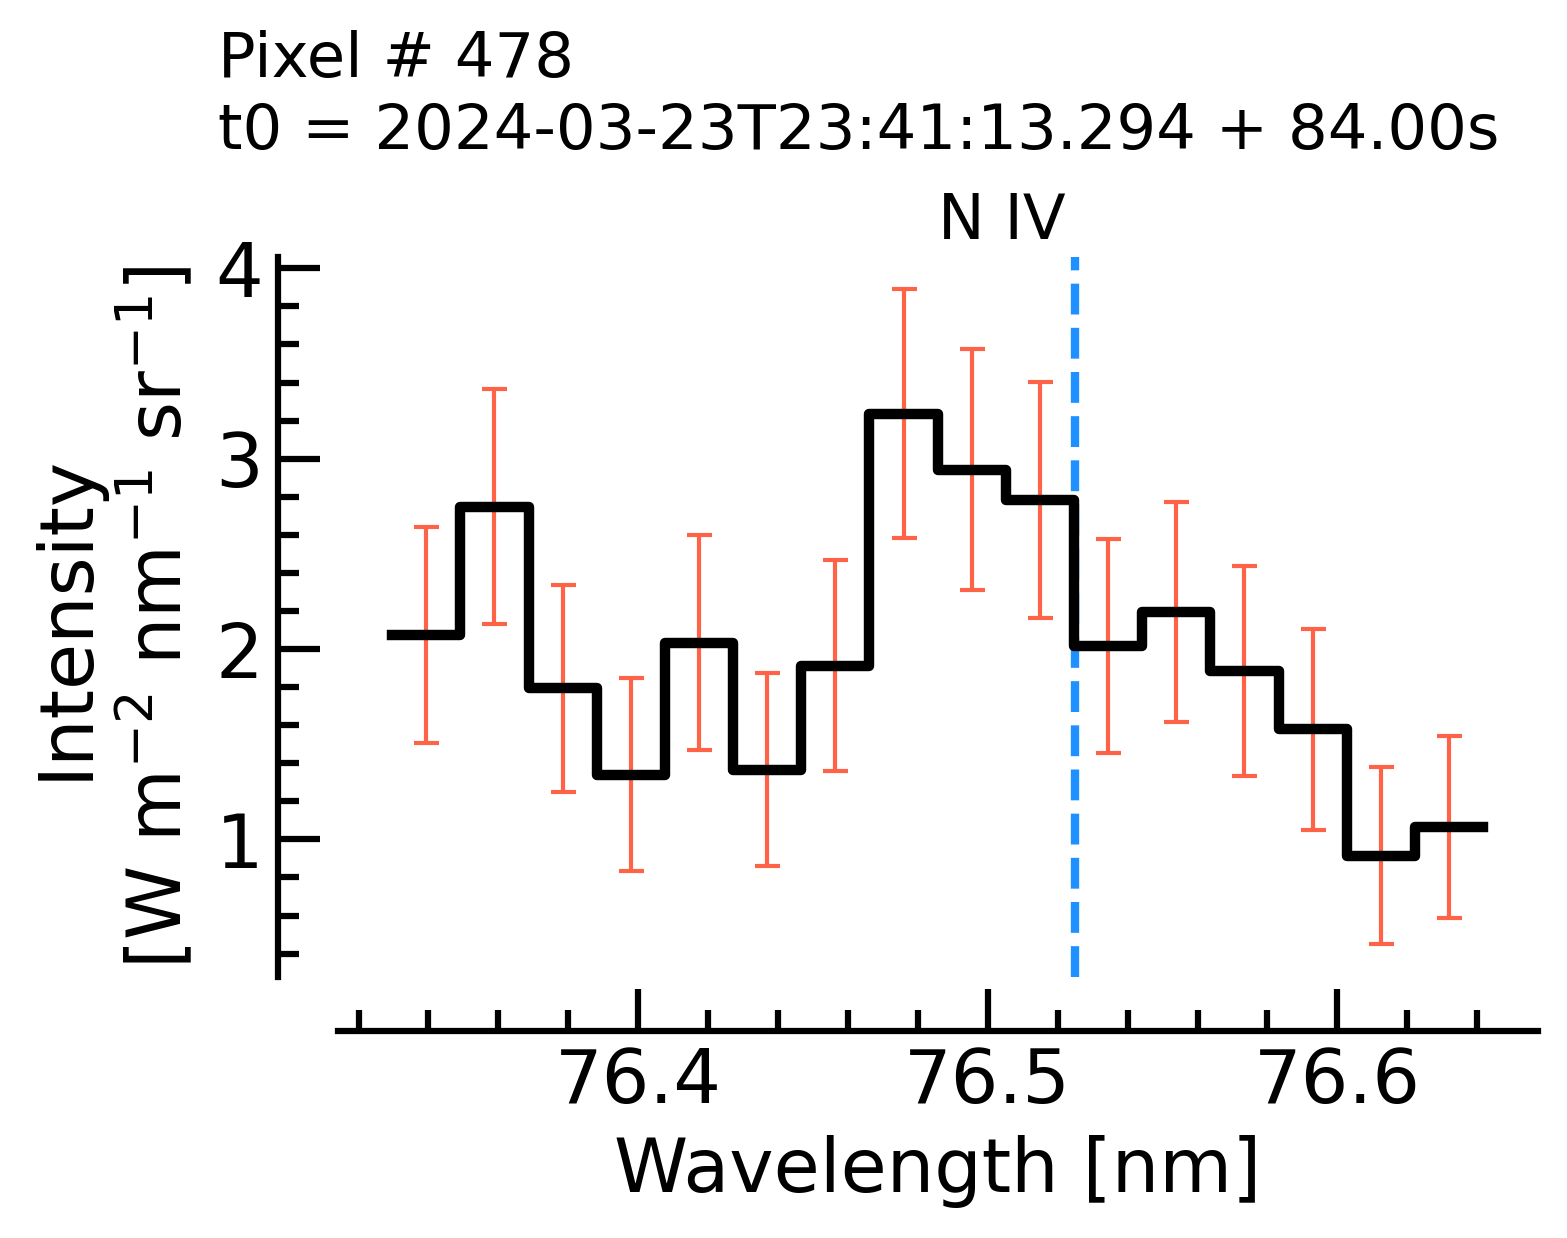 Pixel # 478
t0 = 2024-03-23T23:41:13.294 + 84.00s
N IV
Intensity
[W m⁻² nm⁻¹ sr⁻¹]
4
3
2
1
76.4 76.5 76.6
Wavelength [nm]